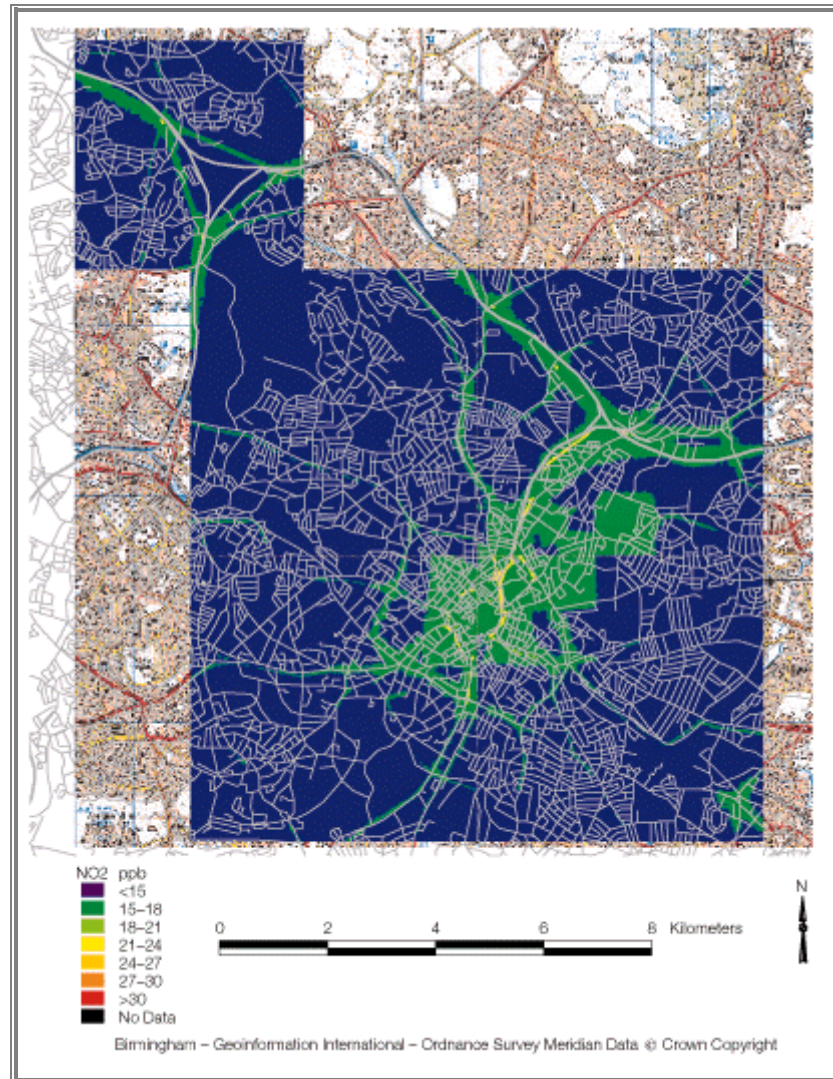 NO2 ppb
<15
15–18
18–21
21–24
24–27
27–30
>30
No Data
0 2 4 6 8 Kilometers
N
Birmingham – Geoinformation International – Ordnance Survey Meridian Data © Crown Copyright